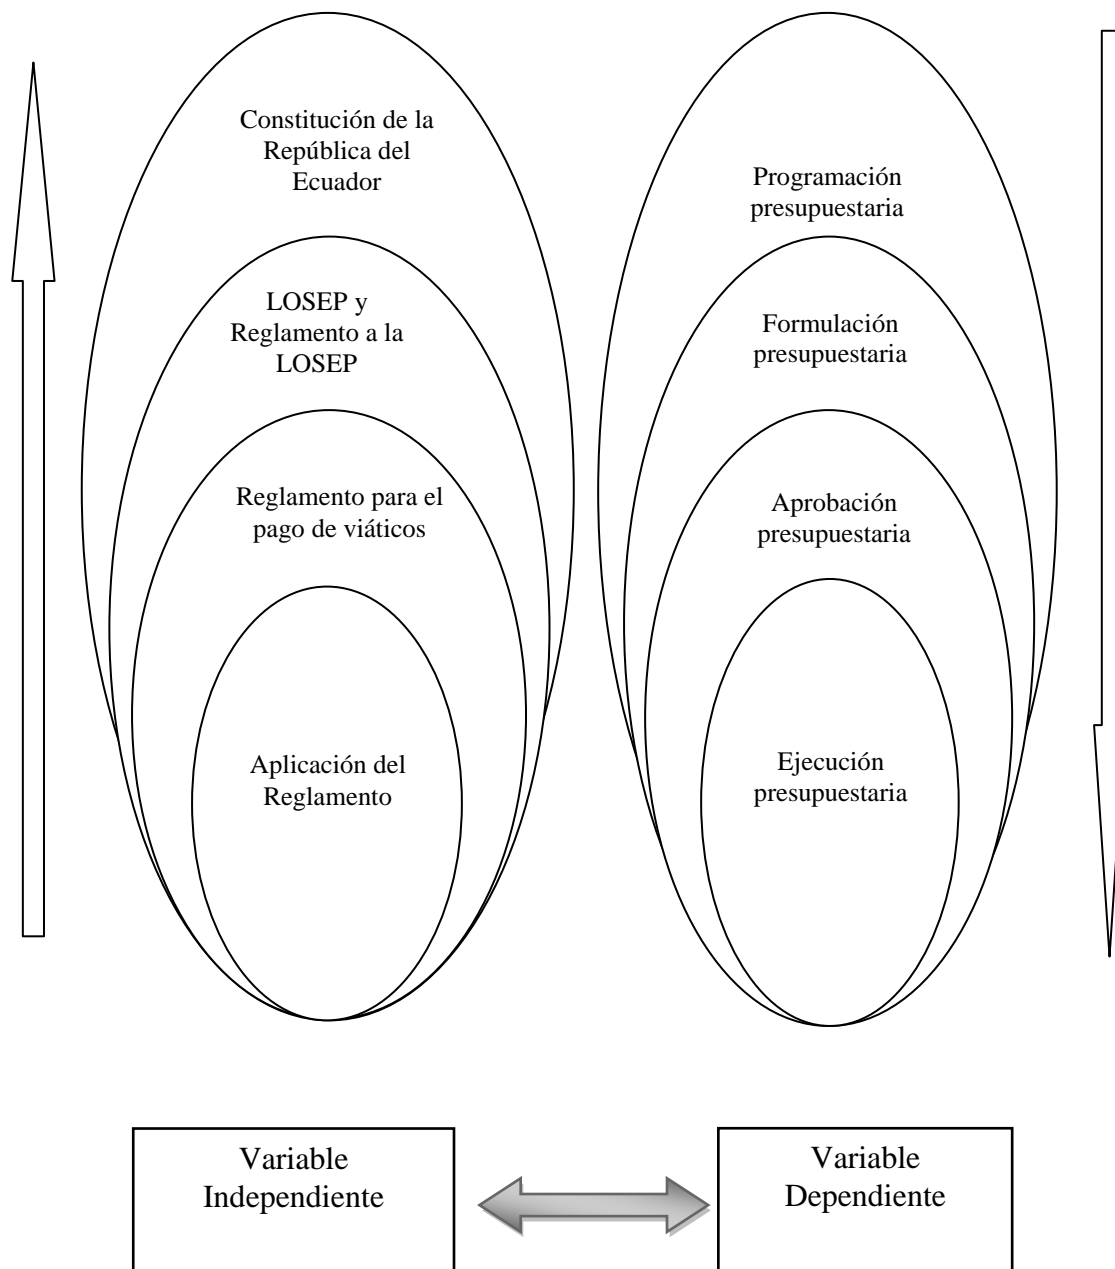 Constitución de la
República del
Ecuador
LOSEP y
Reglamento a la
LOSEP
Reglamento para el
pago de viáticos
Aplicación del
Reglamento
Programación
presupuestaria
Formulación
presupuestaria
Aprobación
presupuestaria
Ejecución
presupuestaria
Variable
Independiente
Variable
Dependiente